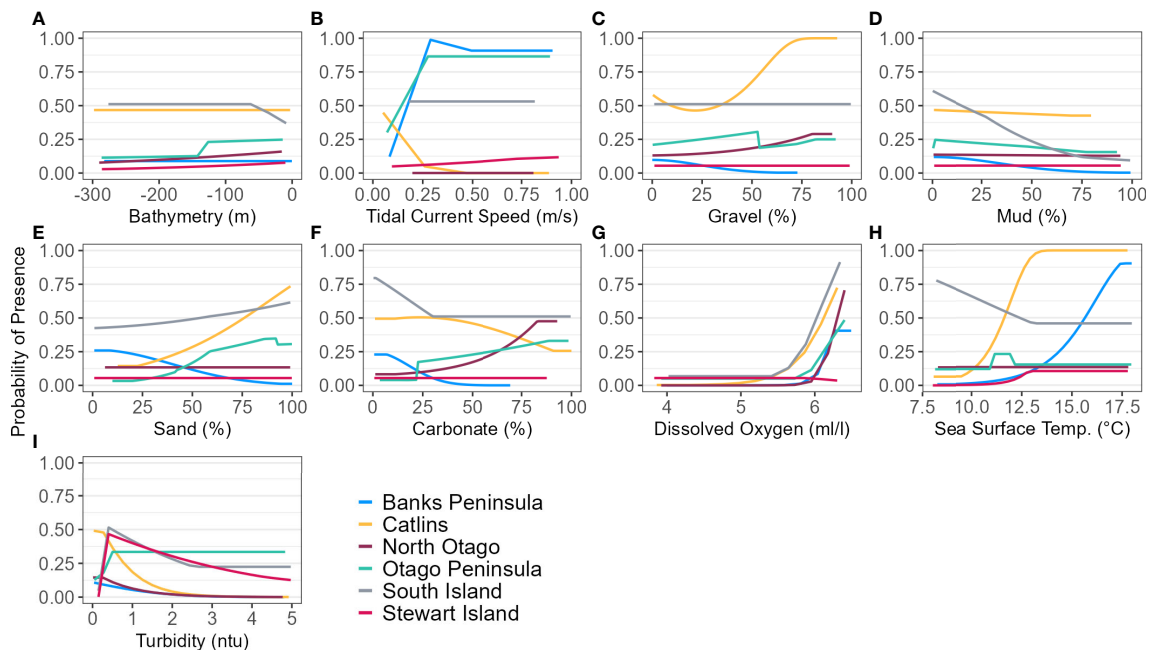 A B C D
1.00 1.00 1.00 1.00
0.75 0.75 0.75 0.75
0.50 0.50 0.50 0.50
0.25 0.25 0.25 0.25
0.00 0.00 0.00 0.00
-300 -200 -100 0 0.00 0.25 0.50 0.75 1.00 0 25 50 75 100 0 25 50 75 100
Bathymetry (m) Tidal Current Speed (m/s) Gravel (%) Mud (%)
E F G H
1.00 1.00 1.00 1.00
0.75 0.75 0.75 0.75
0.50 0.50 0.50 0.50
0.25 0.25 0.25 0.25
0.00 0.00 0.00 0.00
0 25 50 75 100 0 25 50 75 100 4 5 6 7.5 10.0 12.5 15.0 17.5
Sand (%) Carbonate (%) Dissolved Oxygen (ml/l) Sea Surface Temp. (°C)
Probability of Presence
I
1.00
0.75
0.50
0.25
0.00
0 1 2 3 4 5
Turbidity (ntu)
Banks Peninsula
Catlins
North Otago
Otago Peninsula
South Island
Stewart Island